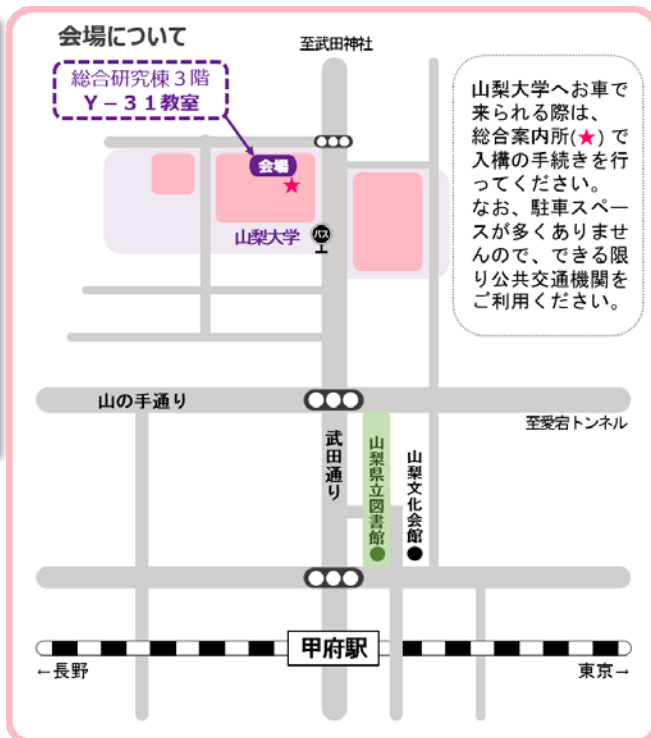 会場について
至武田神社
総合研究棟３階
Ｙ－３１教室
会場
★
山梨大学
バス
山梨大学へお車で
来られる際は、
総合案内所(★)で
入構の手続きを行
ってください。
なお、駐車スペー
スが多くありませ
んので、できる限
り公共交通機関を
ご利用ください。
山の手通り
至愛宕トンネル
武田通り
山梨県立図書館●
山梨文化会館●
甲府駅
←長野
東京→